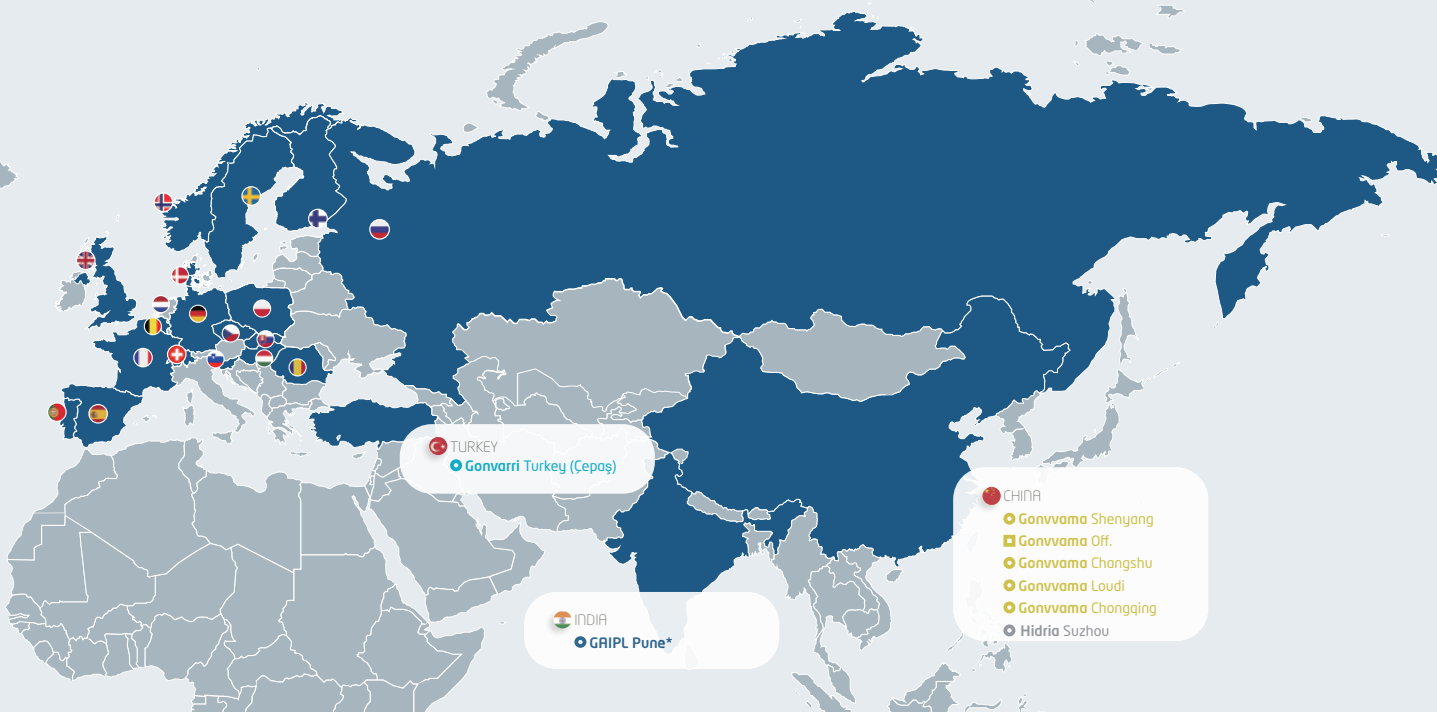 TURKEY
Gonvarri Turkey (Çepaş)
CHINA
Gonvvama Shenyang
Gonvvama Off.
Gonvvama Changshu
Gonvvama Loudi
Gonvvama Chongqing
Hidria Suzhou
INDIA
GAIPL Pune*